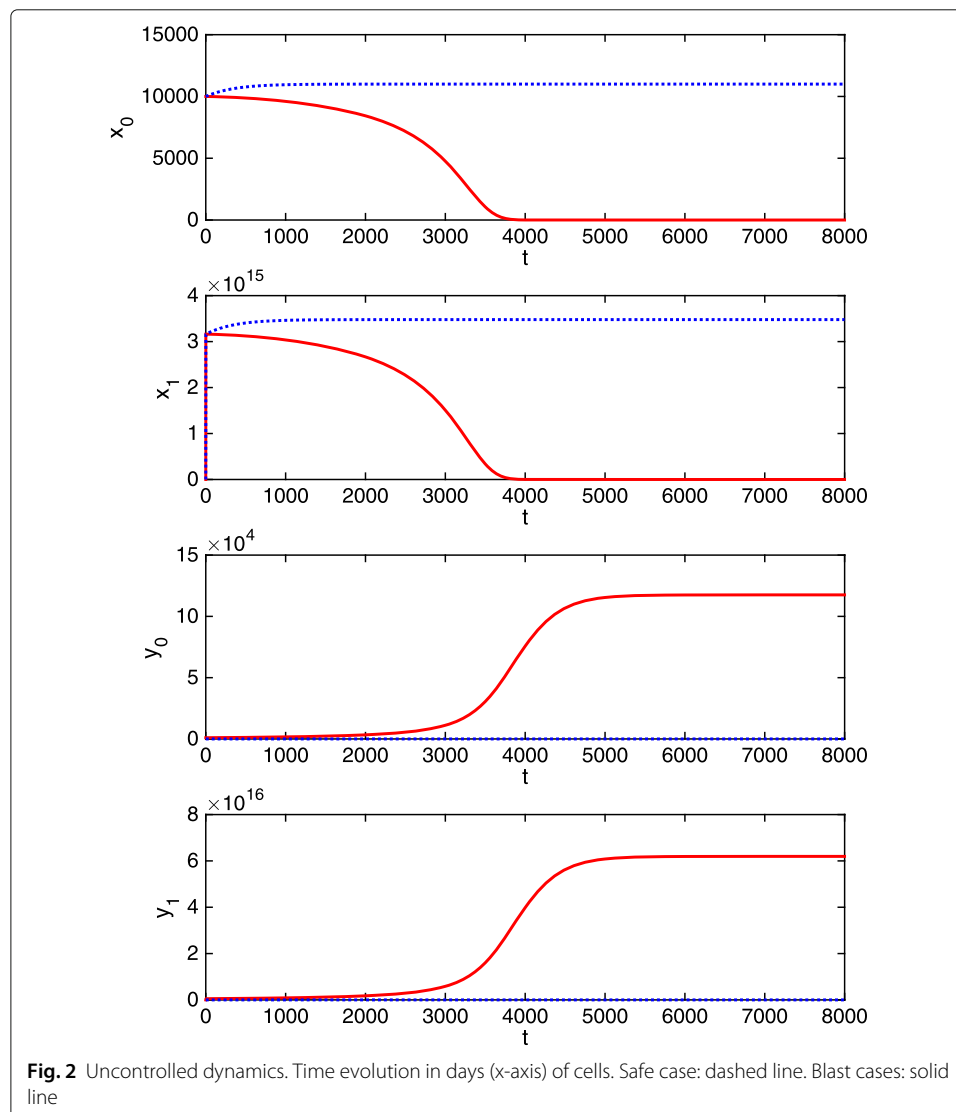 15000
10000
5000
0
x_0
0 1000 2000 3000 4000 5000 6000 7000 8000
t
×10^15
4
3
2
1
0
x_1
0 1000 2000 3000 4000 5000 6000 7000 8000
t
×10^4
15
10
5
0
y_0
0 1000 2000 3000 4000 5000 6000 7000 8000
t
×10^16
8
6
4
2
0
y_1
0 1000 2000 3000 4000 5000 6000 7000 8000
t
Fig. 2 Uncontrolled dynamics. Time evolution in days (x-axis) of cells. Safe case: dashed line. Blast cases: solid
line